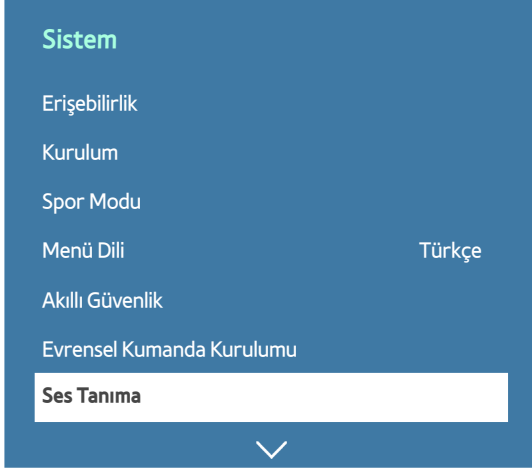 Sistem
Erişebilirlik
Kurulum
Spor Modu
Menü Dili Türkçe
Akıllı Güvenlik
Evrensel Kumanda Kurulumu
Ses Tanıma